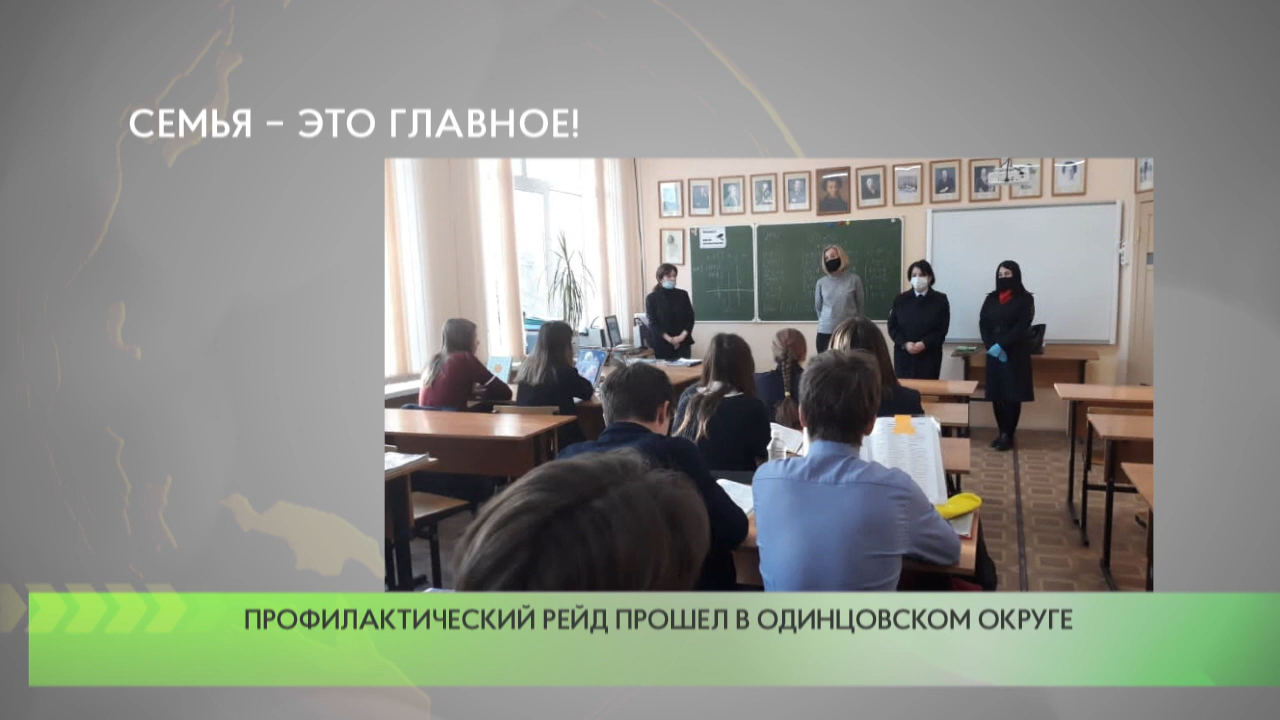 СЕМЬЯ – ЭТО ГЛАВНОЕ!
ПРОФИЛАКТИЧЕСКИЙ РЕЙД ПРОШЕЛ В ОДИНЦОВСКОМ ОКРУГЕ